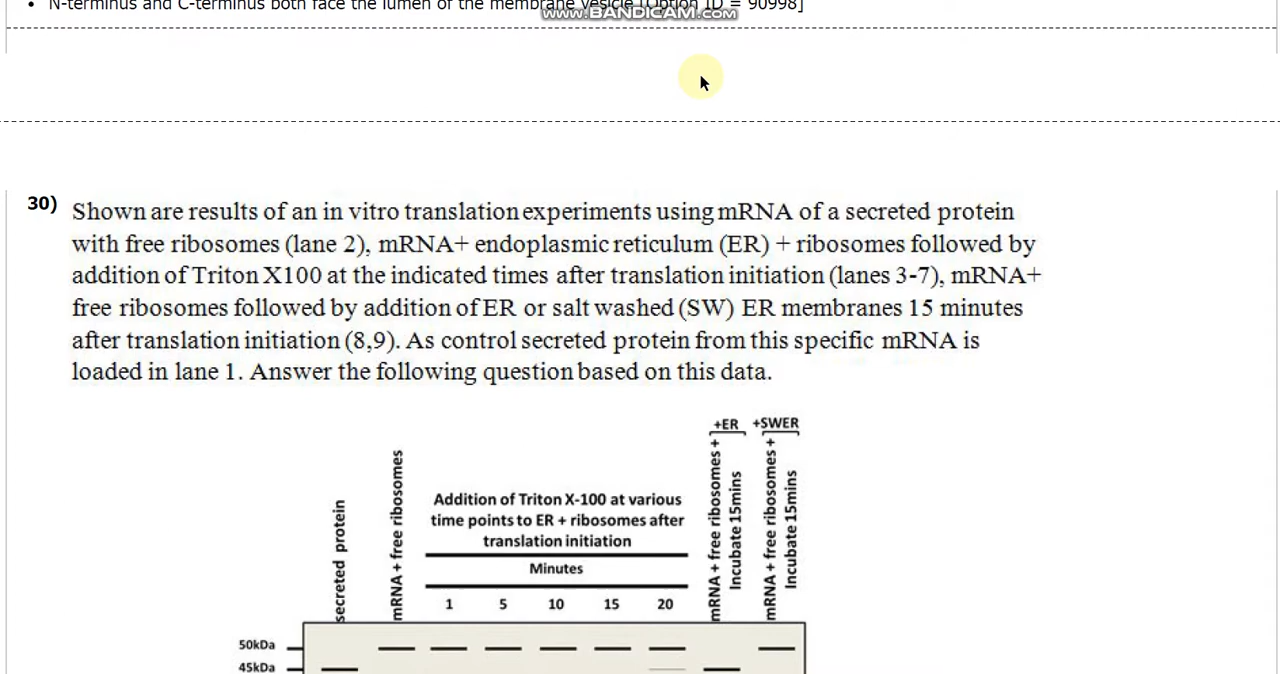 • N-terminus and C-terminus both face the lumen of the membrane vesicle [Option ID = 90998]
www.BANDICAM.com
30)
Shown are results of an in vitro translation experiments using mRNA of a secreted protein
with free ribosomes (lane 2), mRNA+ endoplasmic reticulum (ER) + ribosomes followed by
addition of Triton X100 at the indicated times after translation initiation (lanes 3-7), mRNA+
free ribosomes followed by addition of ER or salt washed (SW) ER membranes 15 minutes
after translation initiation (8,9). As control secreted protein from this specific mRNA is
loaded in lane 1. Answer the following question based on this data.
secreted protein
mRNA + free ribosomes
Addition of Triton X-100 at various
time points to ER + ribosomes after
translation initiation
Minutes
1 5 10 15 20
+ER
mRNA + free ribosomes +
Incubate 15mins
+SWER
mRNA + free ribosomes +
Incubate 15mins
50kDa
45kDa